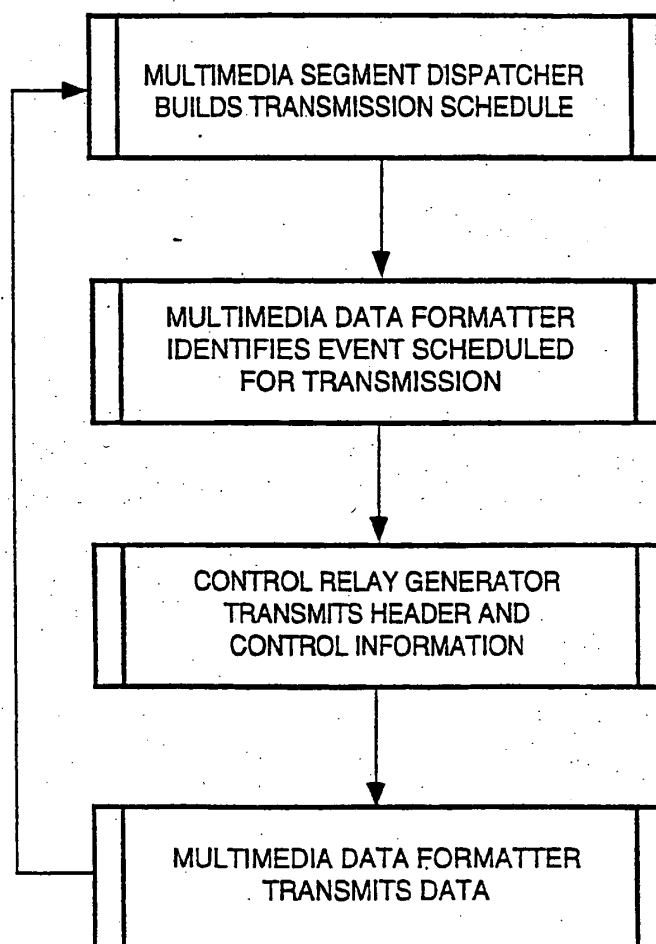 MULTIMEDIA SEGMENT DISPATCHER
BUILDS TRANSMISSION SCHEDULE
MULTIMEDIA DATA FORMATTER
IDENTIFIES EVENT SCHEDULED
FOR TRANSMISSION
CONTROL RELAY GENERATOR
TRANSMITS HEADER AND
CONTROL INFORMATION
MULTIMEDIA DATA FORMATTER
TRANSMITS DATA